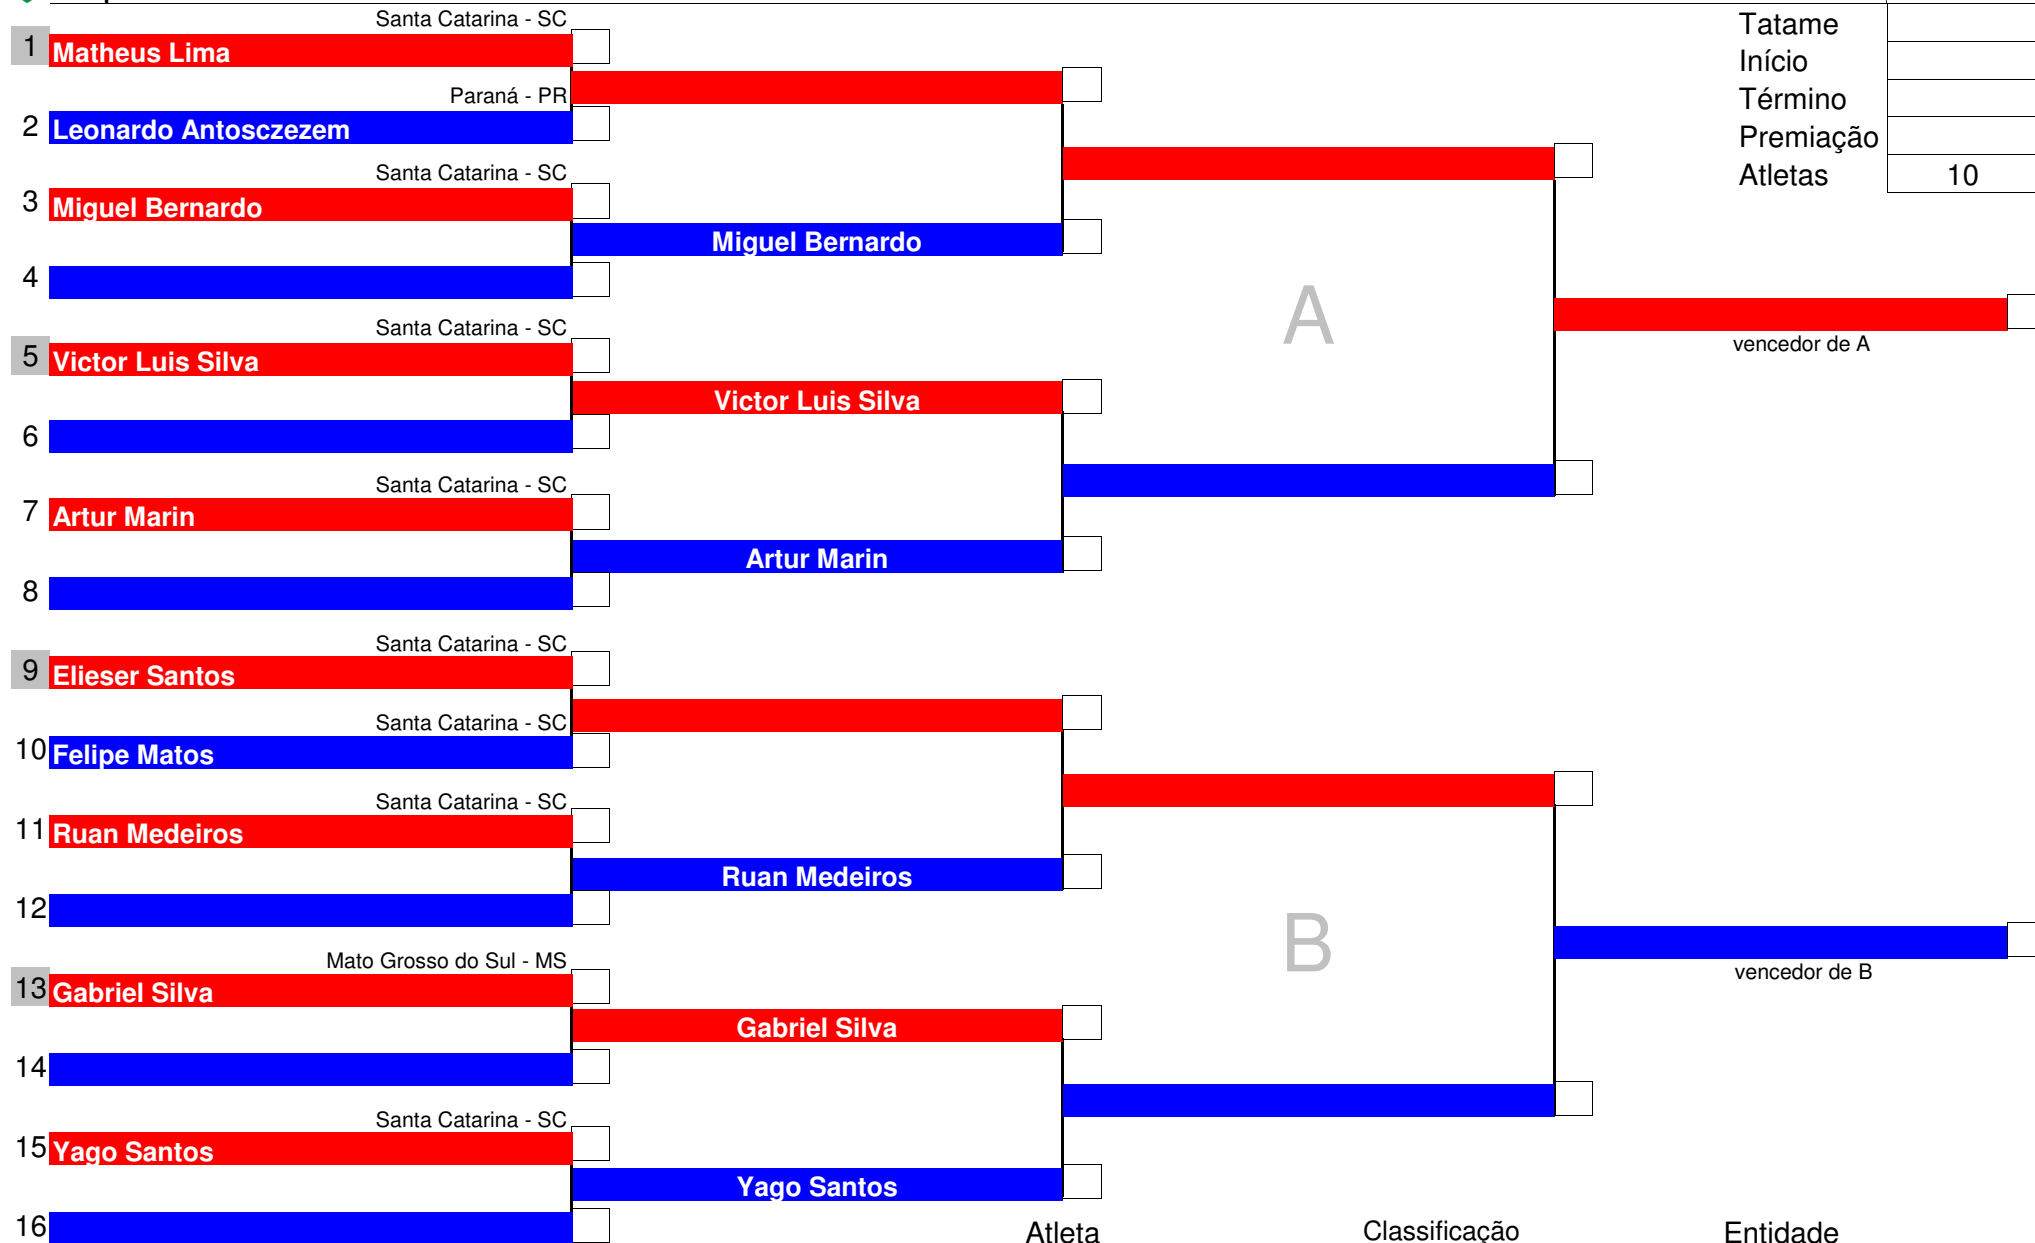 Santa Catarina - SC
1 Matheus Lima
Paraná - PR
2 Leonardo Antosczezem
Santa Catarina - SC
3 Miguel Bernardo
Miguel Bernardo
4
Santa Catarina - SC
5 Victor Luis Silva
Victor Luis Silva
6
Santa Catarina - SC
7 Artur Marin
Artur Marin
8
A
vencedor de A
Santa Catarina - SC
9 Elieser Santos
Santa Catarina - SC
10 Felipe Matos
Santa Catarina - SC
11 Ruan Medeiros
Ruan Medeiros
12
Mato Grosso do Sul - MS
13 Gabriel Silva
Gabriel Silva
14
Santa Catarina - SC
15 Yago Santos
Yago Santos
16
B
vencedor de B
Tatame
Início
Término
Premiação
Atletas 10
Atleta Classificação Entidade